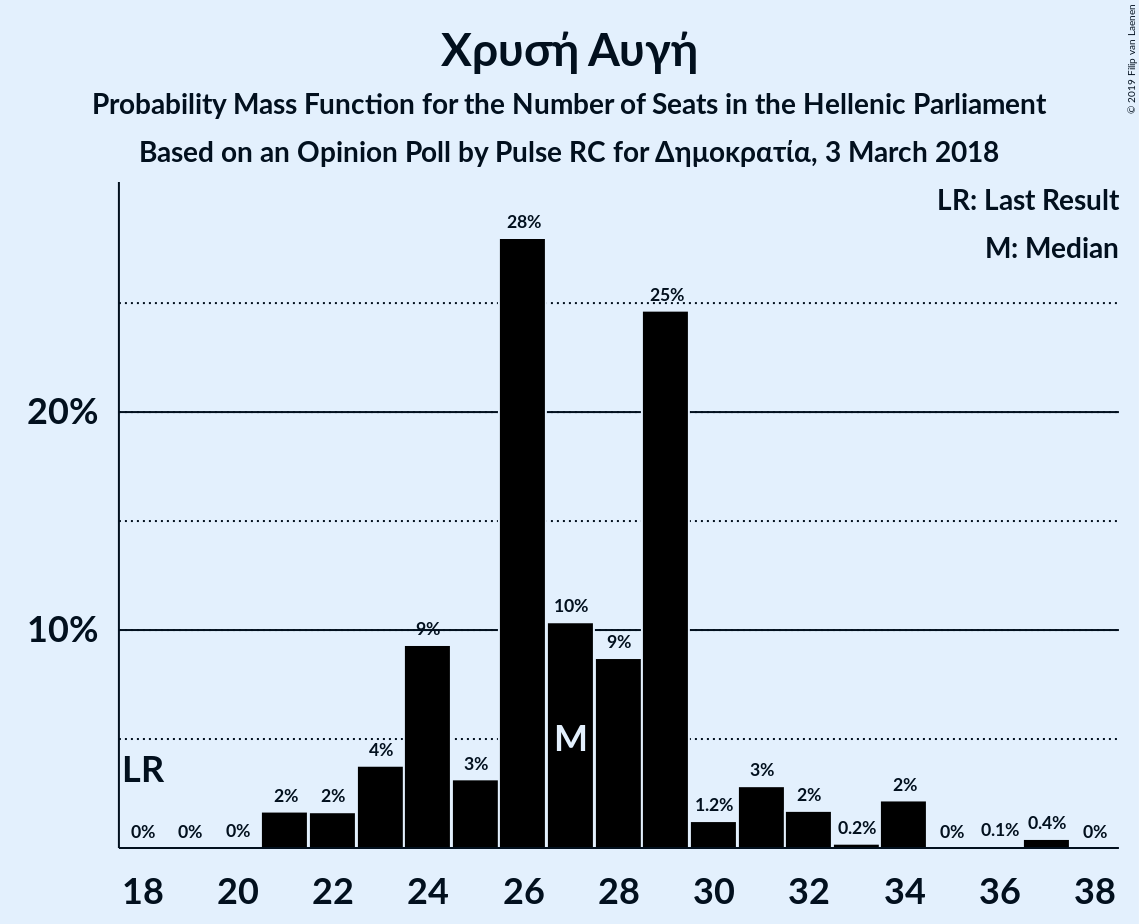 Χρυσή Αυγή
Probability Mass Function for the Number of Seats in the Hellenic Parliament
Based on an Opinion Poll by Pulse RC for Δημοκρατία, 3 March 2018
© 2019 Filip van Laenen
LR: Last Result
M: Median
28%
25%
20%
10%
9%
10%
9%
M
LR
4%
3%
2%
2%
0%
0%
0%
1.2%
3%
2%
0.2%
2%
0%
0.1%
0.4%
0%
18 20 22 24 26 28 30 32 34 36 38